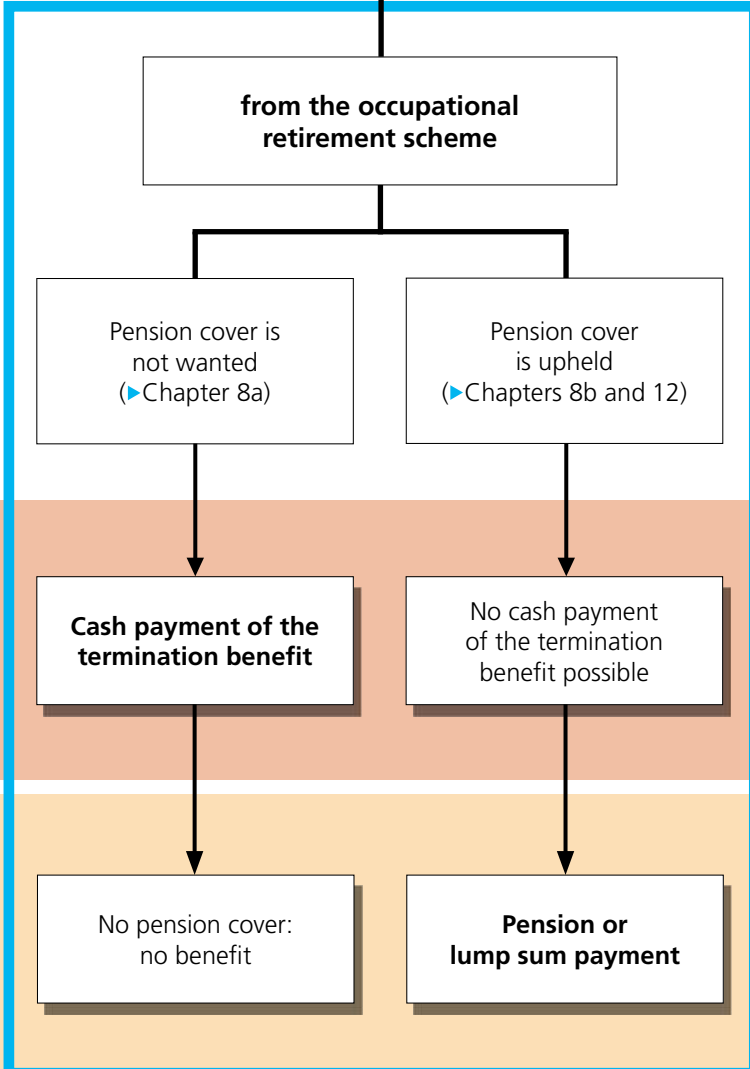 from the occupational
retirement scheme
Pension cover is
not wanted
(▶Chapter 8a)
Pension cover
is upheld
(▶Chapters 8b and 12)
Cash payment of the
termination benefit
No cash payment
of the termination
benefit possible
No pension cover:
no benefit
Pension or
lump sum payment